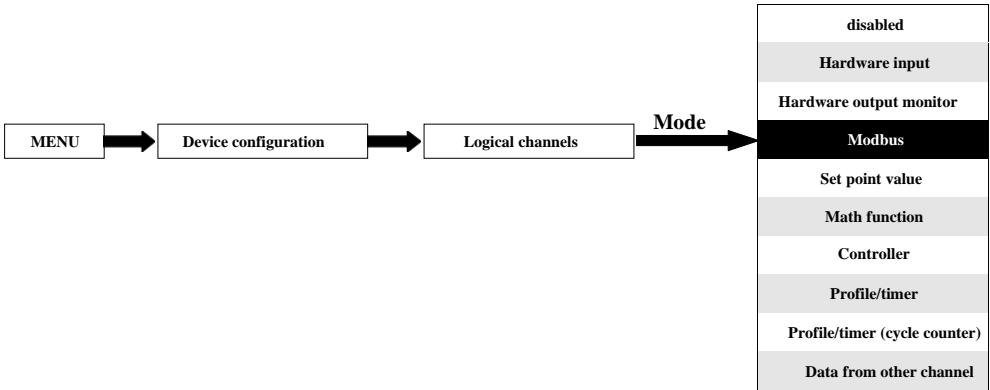 MENU
Device configuration
Logical channels
Mode
disabled
Hardware input
Hardware output monitor
Modbus
Set point value
Math function
Controller
Profile/timer
Profile/timer (cycle counter)
Data from other channel